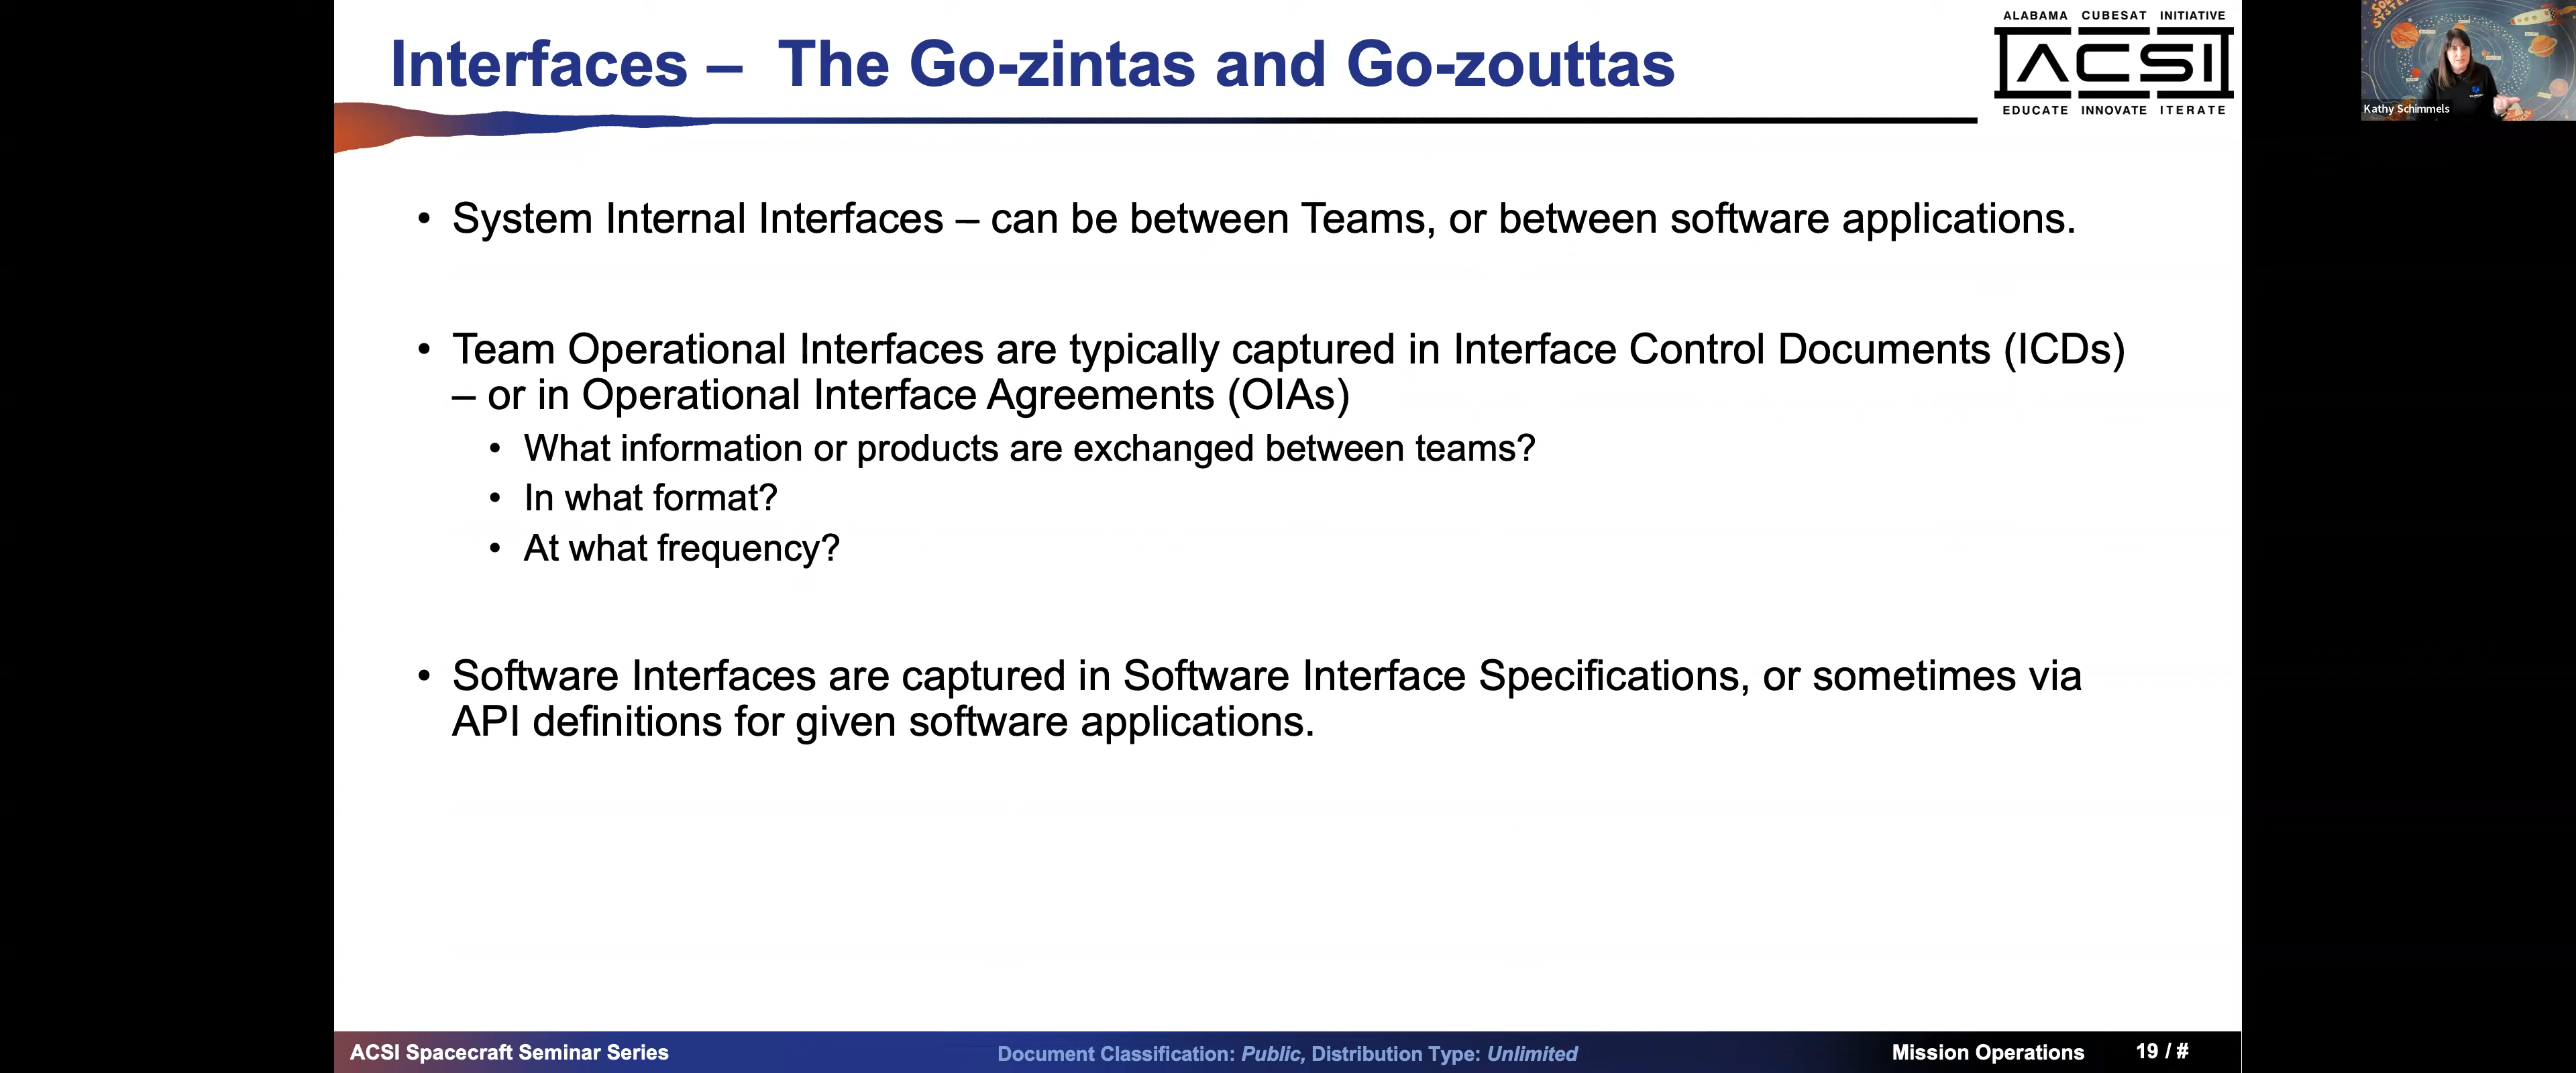 Interfaces – The Go-zintas and Go-zouttas
ALABAMA CUBESAT INITIATIVE
ACSI
EDUCATE INNOVATE ITERATE
Kathy Schimmels
• System Internal Interfaces – can be between Teams, or between software applications.
• Team Operational Interfaces are typically captured in Interface Control Documents (ICDs)
– or in Operational Interface Agreements (OIAs)
• What information or products are exchanged between teams?
• In what format?
• At what frequency?
• Software Interfaces are captured in Software Interface Specifications, or sometimes via
API definitions for given software applications.
ACSI Spacecraft Seminar Series
Document Classification: Public, Distribution Type: Unlimited
Mission Operations
19 / #